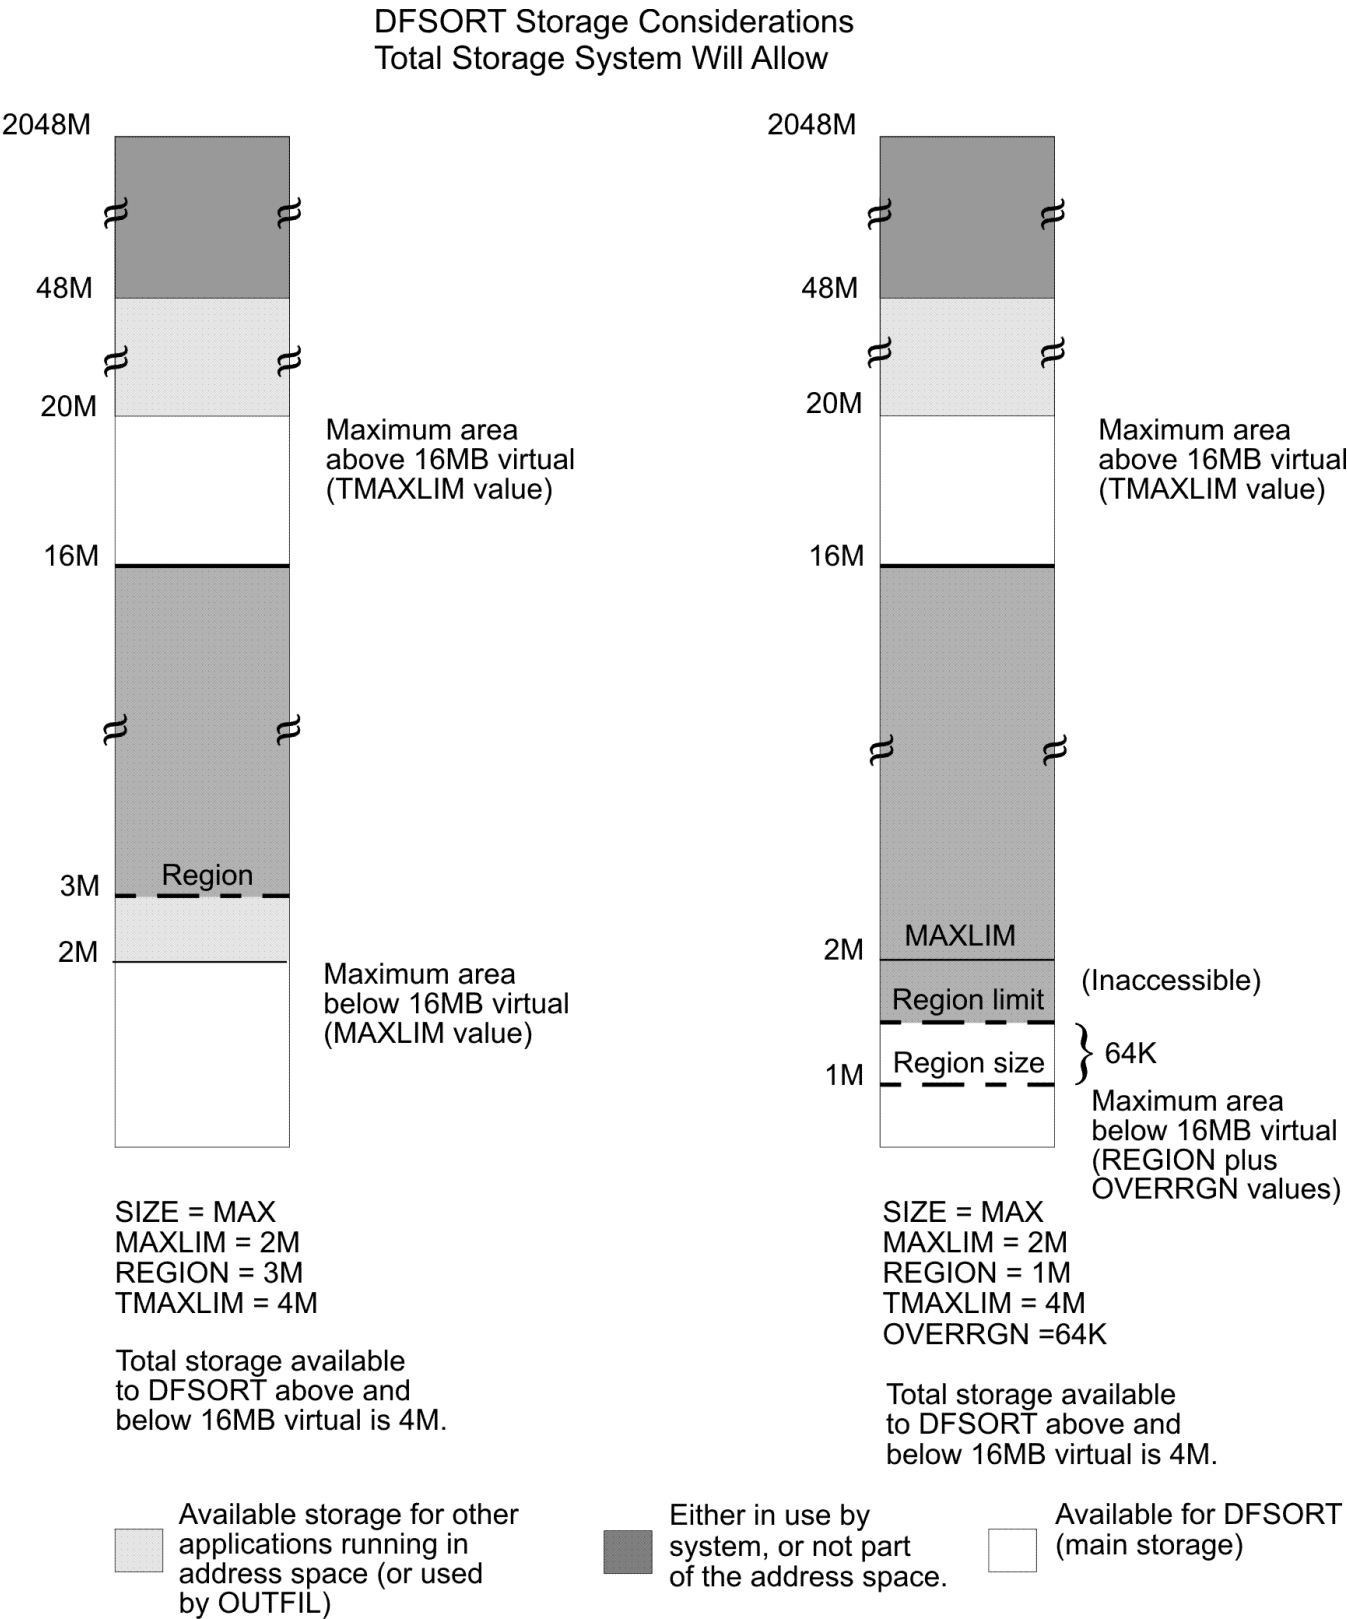 DFSORT Storage Considerations
Total Storage System Will Allow
2048M
48M
20M
Maximum area
above 16MB virtual
(TMAXLIM value)
16M
Region
3M
2M
Maximum area
below 16MB virtual
(MAXLIM value)
SIZE = MAX
MAXLIM = 2M
REGION = 3M
TMAXLIM = 4M
Total storage available
to DFSORT above and
below 16MB virtual is 4M.
2048M
48M
20M
Maximum area
above 16MB virtual
(TMAXLIM value)
16M
MAXLIM
2M
(Inaccessible)
Region limit
64K
Region size
1M
Maximum area
below 16MB virtual
(REGION plus
OVERRGN values)
SIZE = MAX
MAXLIM = 2M
REGION = 1M
TMAXLIM = 4M
OVERRGN =64K
Total storage available
to DFSORT above and
below 16MB virtual is 4M.
Available storage for other
applications running in
address space (or used
by OUTFIL)
Either in use by
system, or not part
of the address space.
Available for DFSORT
(main storage)